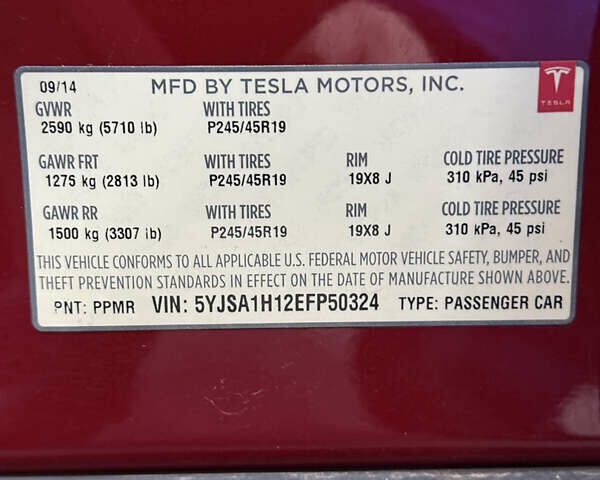 09/14 MFD BY TESLA MOTORS, INC.
TESLA
GVWR WITH TIRES
2590 kg (5710 lb) P245/45R19
GAWR FRT WITH TIRES RIM COLD TIRE PRESSURE
1275 kg (2813 lb) P245/45R19 19X8 J 310 kPa, 45 psi
GAWR RR WITH TIRES RIM COLD TIRE PRESSURE
1500 kg (3307 lb) P245/45R19 19X8 J 310 kPa, 45 psi
THIS VEHICLE CONFORMS TO ALL APPLICABLE U.S. FEDERAL MOTOR VEHICLE SAFETY, BUMPER, AND
THEFT PREVENTION STANDARDS IN EFFECT ON THE DATE OF MANUFACTURE SHOWN ABOVE.
PNT: PPMR VIN: 5YJSA1H12EFP50324 TYPE: PASSENGER CAR